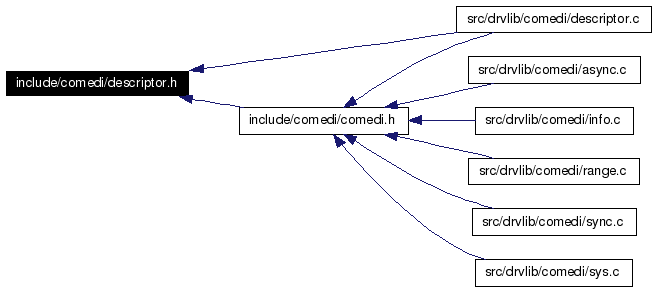 src/drvlib/comedi/descriptor.c
include/comedi/descriptor.h
src/drvlib/comedi/async.c
include/comedi/comedi.h
src/drvlib/comedi/info.c
src/drvlib/comedi/range.c
src/drvlib/comedi/sync.c
src/drvlib/comedi/sys.c